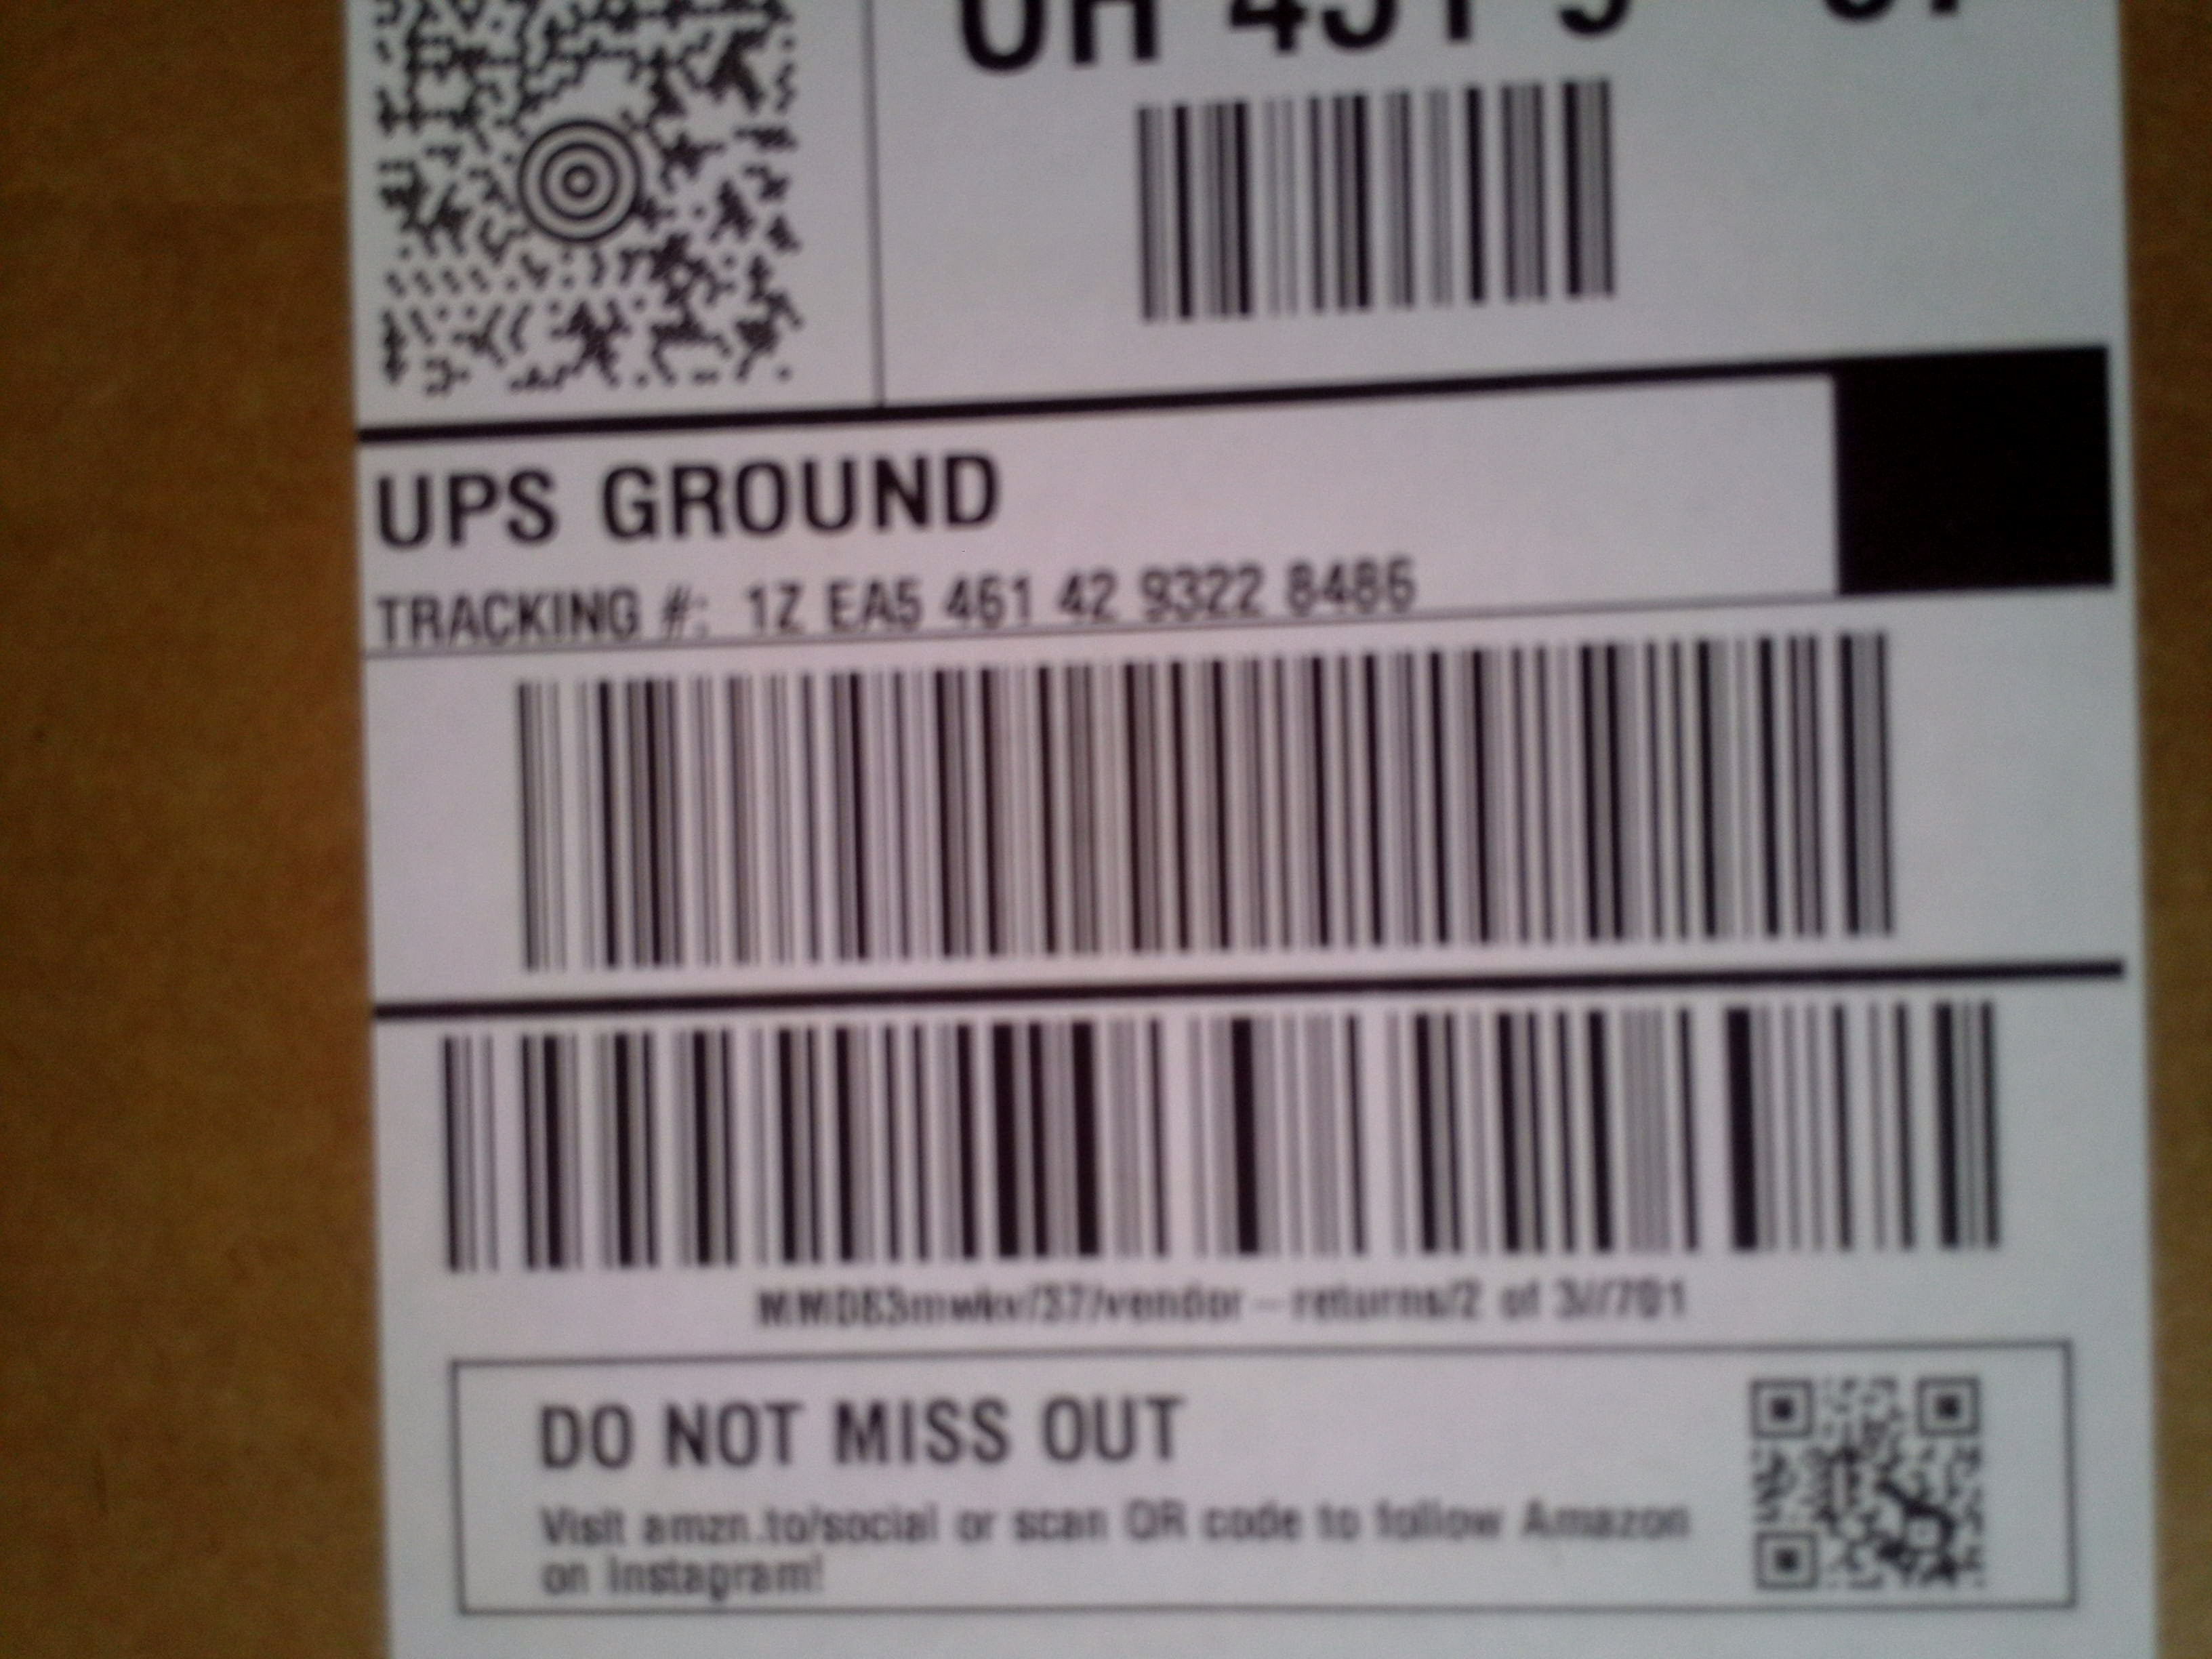 UPS GROUND
TRACKING #: 1Z EA5 461 42 9322 8486
DO NOT MISS OUT
Visit amzn.to/social or scan QR code to follow Amazon
on Instagram!